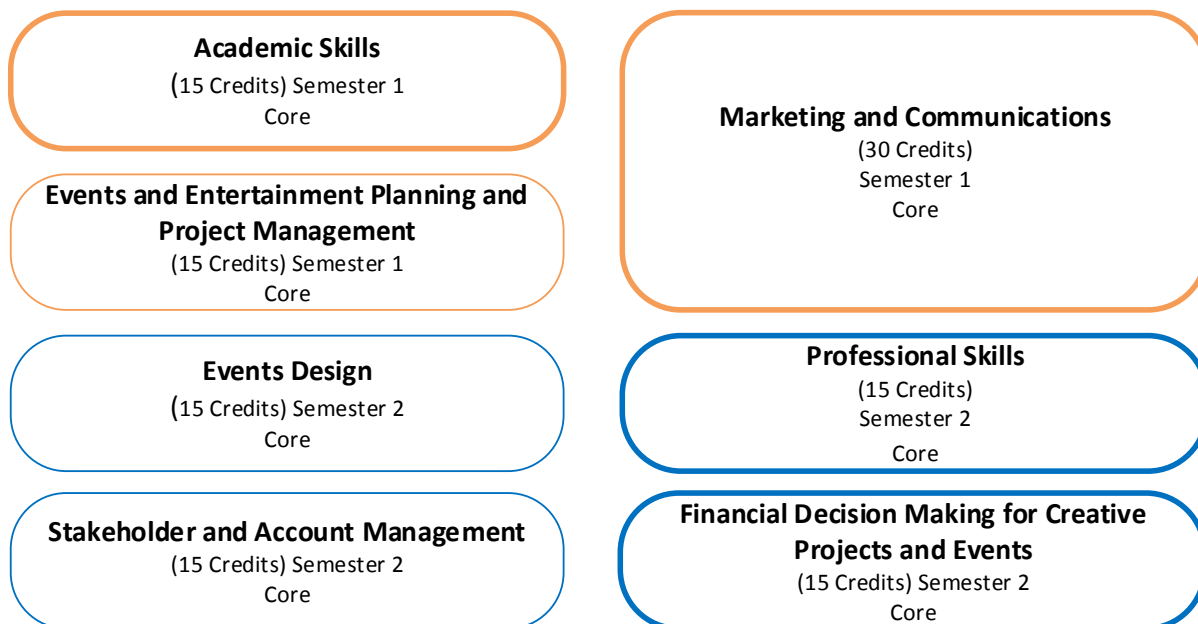 Academic Skills
(15 Credits) Semester 1
Core
Marketing and Communications
(30 Credits)
Semester 1
Core
Events and Entertainment Planning and
Project Management
(15 Credits) Semester 1
Core
Events Design
(15 Credits) Semester 2
Core
Professional Skills
(15 Credits)
Semester 2
Core
Stakeholder and Account Management
(15 Credits) Semester 2
Core
Financial Decision Making for Creative
Projects and Events
(15 Credits) Semester 2
Core